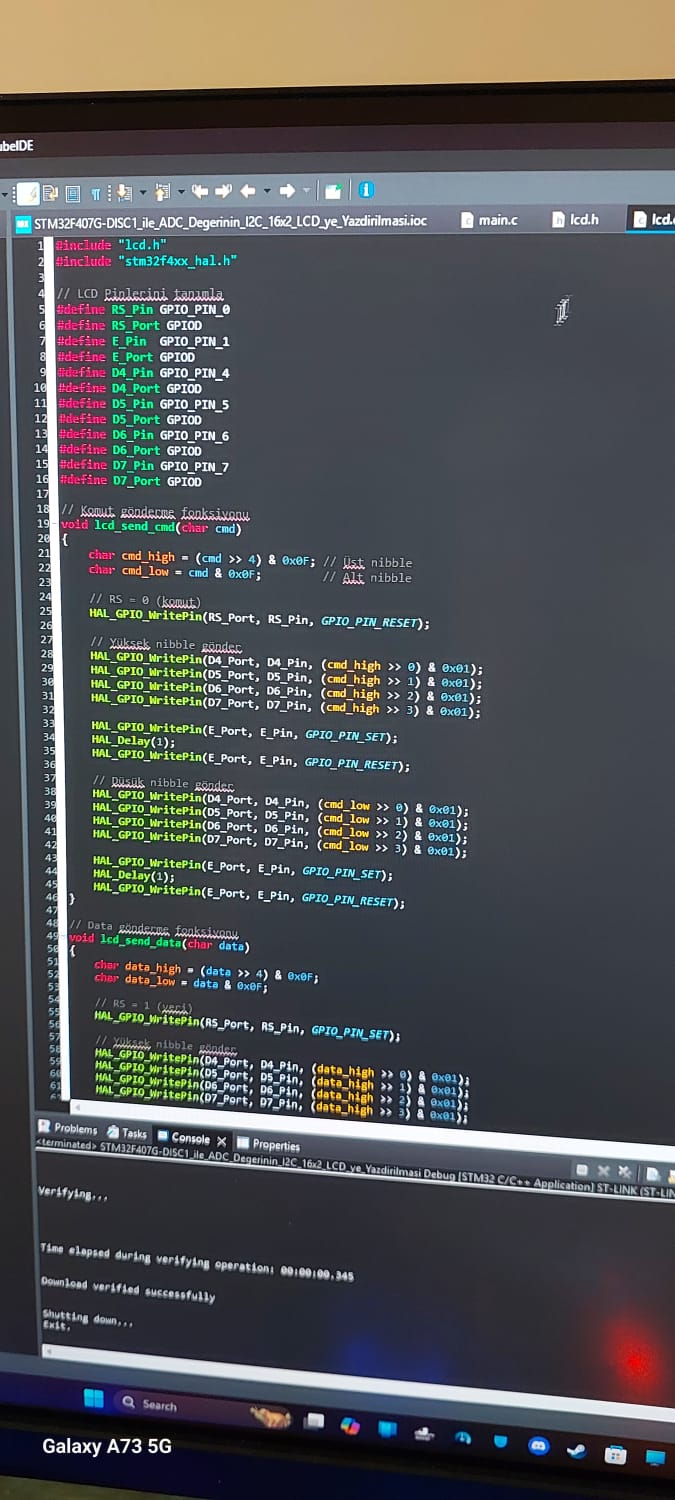 ubeIDE
STM32F407G-DISC1_ile_ADC_Degerinin_I2C_16x2_LCD_ye_Yazdirilmasi.ioc
main.c
lcd.h
lcd.
1 #include "lcd.h"
2 #include "stm32f4xx_hal.h"
3
4 // LCD Pinlerini tanımla
5 #define RS_Pin GPIO_PIN_0
6 #define RS_Port GPIOD
7 #define E_Pin GPIO_PIN_1
8 #define E_Port GPIOD
9 #define D4_Pin GPIO_PIN_4
10 #define D4_Port GPIOD
11 #define D5_Pin GPIO_PIN_5
12 #define D5_Port GPIOD
13 #define D6_Pin GPIO_PIN_6
14 #define D6_Port GPIOD
15 #define D7_Pin GPIO_PIN_7
16 #define D7_Port GPIOD
17
18 // Komut gönderme fonksiyonu
19 void lcd_send_cmd(char cmd)
20 {
21 char cmd_high = (cmd >> 4) & 0x0F; // Üst nibble
22 char cmd_low = cmd & 0x0F; // Alt nibble
23
24 // RS = 0 (komut)
25 HAL_GPIO_WritePin(RS_Port, RS_Pin, GPIO_PIN_RESET);
26
27 // Yüksek nibble gönder
28 HAL_GPIO_WritePin(D4_Port, D4_Pin, (cmd_high >> 0) & 0x01);
29 HAL_GPIO_WritePin(D5_Port, D5_Pin, (cmd_high >> 1) & 0x01);
30 HAL_GPIO_WritePin(D6_Port, D6_Pin, (cmd_high >> 2) & 0x01);
31 HAL_GPIO_WritePin(D7_Port, D7_Pin, (cmd_high >> 3) & 0x01);
32
33 HAL_GPIO_WritePin(E_Port, E_Pin, GPIO_PIN_SET);
34 HAL_Delay(1);
35 HAL_GPIO_WritePin(E_Port, E_Pin, GPIO_PIN_RESET);
36
37 // Düşük nibble gönder
38 HAL_GPIO_WritePin(D4_Port, D4_Pin, (cmd_low >> 0) & 0x01);
39 HAL_GPIO_WritePin(D5_Port, D5_Pin, (cmd_low >> 1) & 0x01);
40 HAL_GPIO_WritePin(D6_Port, D6_Pin, (cmd_low >> 2) & 0x01);
41 HAL_GPIO_WritePin(D7_Port, D7_Pin, (cmd_low >> 3) & 0x01);
42
43 HAL_GPIO_WritePin(E_Port, E_Pin, GPIO_PIN_SET);
44 HAL_Delay(1);
45 HAL_GPIO_WritePin(E_Port, E_Pin, GPIO_PIN_RESET);
46 }
47
48 // Data gönderme fonksiyonu
49 void lcd_send_data(char data)
50 {
51 char data_high = (data >> 4) & 0x0F;
52 char data_low = data & 0x0F;
53
54 // RS = 1 (veri)
55 HAL_GPIO_WritePin(RS_Port, RS_Pin, GPIO_PIN_SET);
56
57 // Yüksek nibble gönder
58 HAL_GPIO_WritePin(D4_Port, D4_Pin, (data_high >> 0) & 0x01);
59 HAL_GPIO_WritePin(D5_Port, D5_Pin, (data_high >> 1) & 0x01);
60 HAL_GPIO_WritePin(D6_Port, D6_Pin, (data_high >> 2) & 0x01);
61 HAL_GPIO_WritePin(D7_Port, D7_Pin, (data_high >> 3) & 0x01);
Problems Tasks Console Properties
<terminated> STM32F407G-DISC1_ile_ADC_Degerinin_I2C_16x2_LCD_ye_Yazdirilmasi Debug [STM32 C/C++ Application] ST-LINK (ST-LIN
Verifying...
Time elapsed during verifying operation: 00:00:00.345
Download verified successfully
Shutting down...
Exit.
Search
Galaxy A73 5G